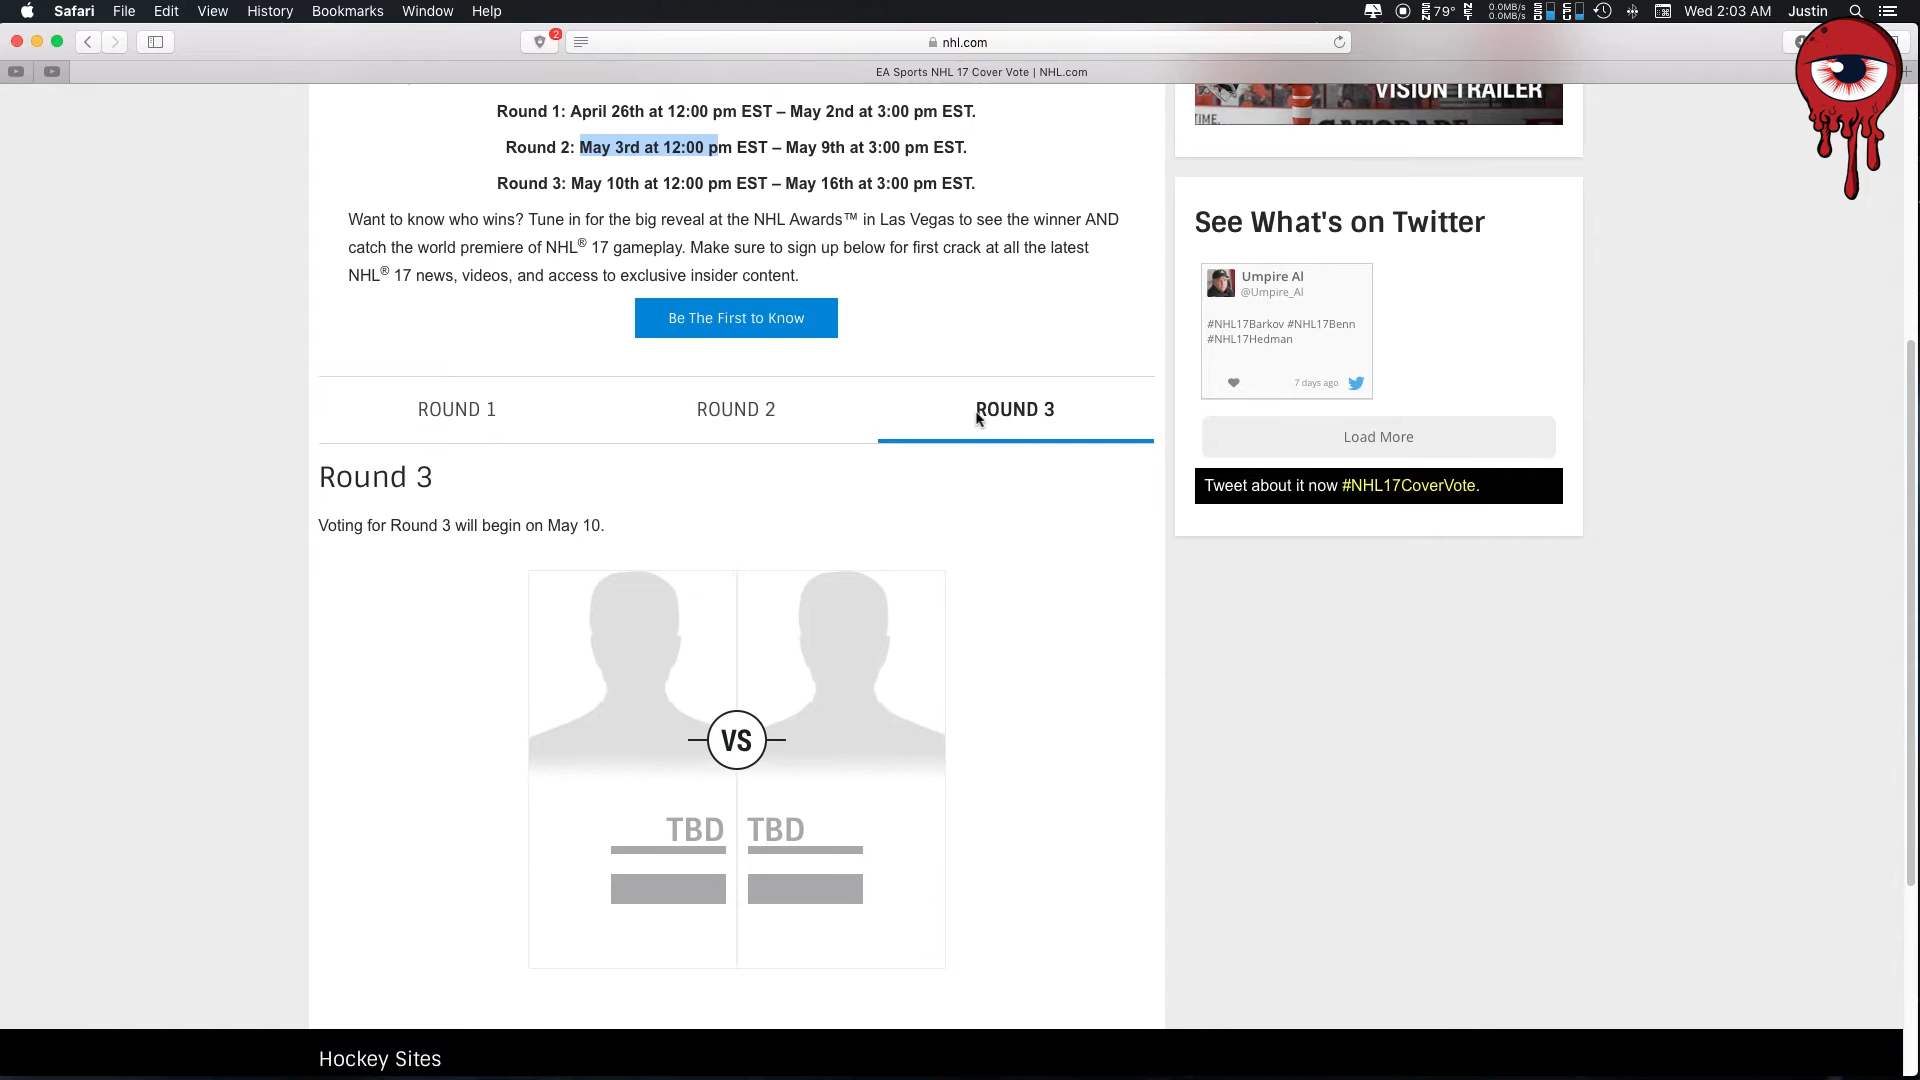 Safari File Edit View History Bookmarks Window Help
79° 0.0MB/s 0.0MB/s Wed 2:03 AM Justin
2
nhl.com
EA Sports NHL 17 Cover Vote | NHL.com
Round 1: April 26th at 12:00 pm EST – May 2nd at 3:00 pm EST.
Round 2: May 3rd at 12:00 pm EST – May 9th at 3:00 pm EST.
Round 3: May 10th at 12:00 pm EST – May 16th at 3:00 pm EST.
Want to know who wins? Tune in for the big reveal at the NHL Awards™ in Las Vegas to see the winner AND
catch the world premiere of NHL® 17 gameplay. Make sure to sign up below for first crack at all the latest
NHL® 17 news, videos, and access to exclusive insider content.
Be The First to Know
ROUND 1 ROUND 2 ROUND 3
Round 3
Voting for Round 3 will begin on May 10.
VS
TBD TBD
VISION TRAILER
TIME.
GATORADE
See What's on Twitter
Umpire Al
@Umpire_Al
#NHL17Barkov #NHL17Benn
#NHL17Hedman
7 days ago
Load More
Tweet about it now #NHL17CoverVote.
Hockey Sites